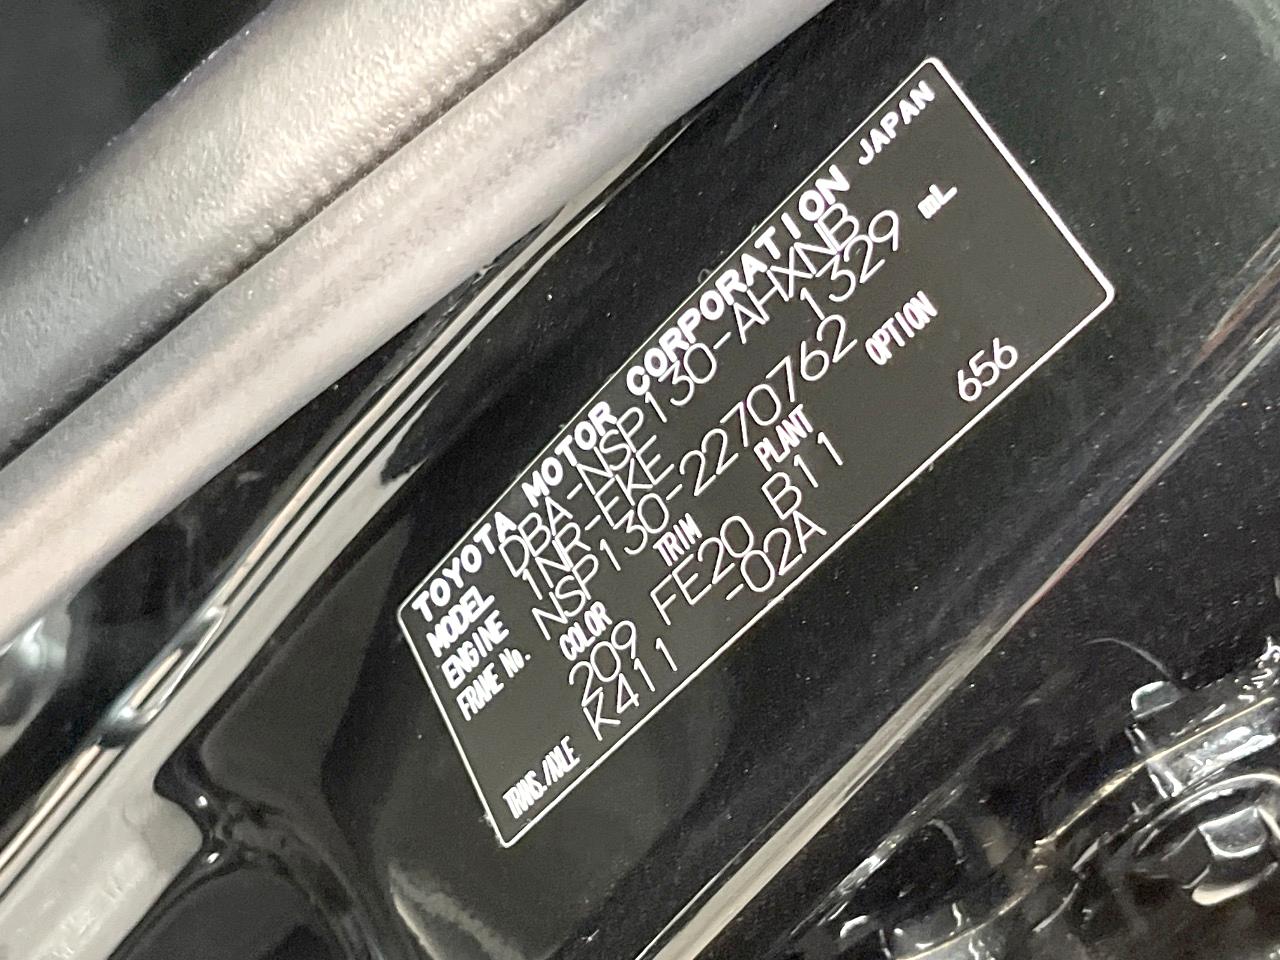 TOYOTA MOTOR CORPORATION JAPAN
MODEL DBA-NSP130-AHXNB
ENGINE 1NR-FKE 1329 mL
FRAME No. NSP130-2270762
COLOR TRIM PLANT OPTION
209 FE20 B11 656
TRANS./AXLE K411 -02A